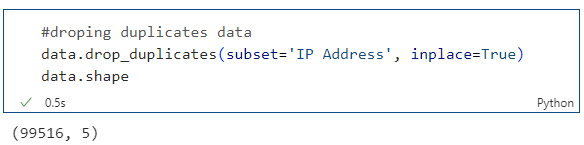 #droping duplicates data
data.drop_duplicates(subset='IP Address', inplace=True)
data.shape
✓ 0.5s Python
(99516, 5)